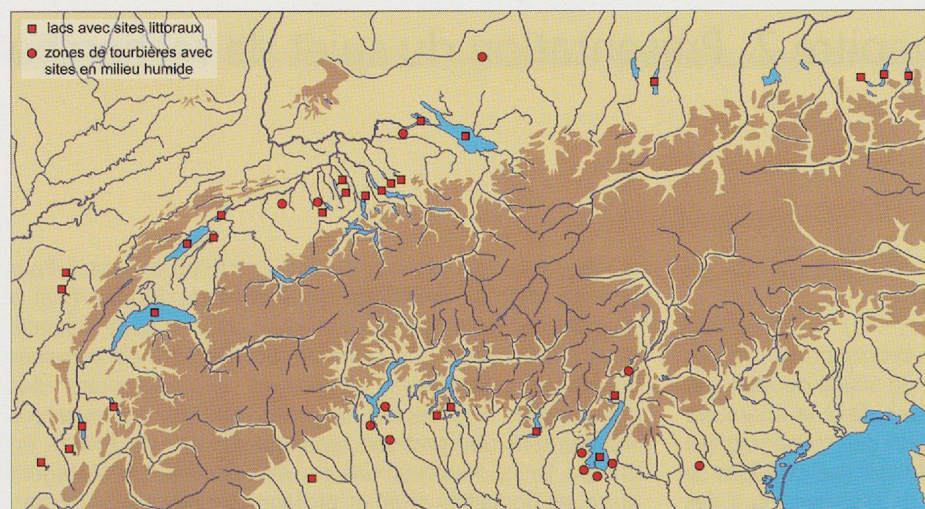 lacs avec sites littoraux
zones de tourbières avec
sites en milieu humide